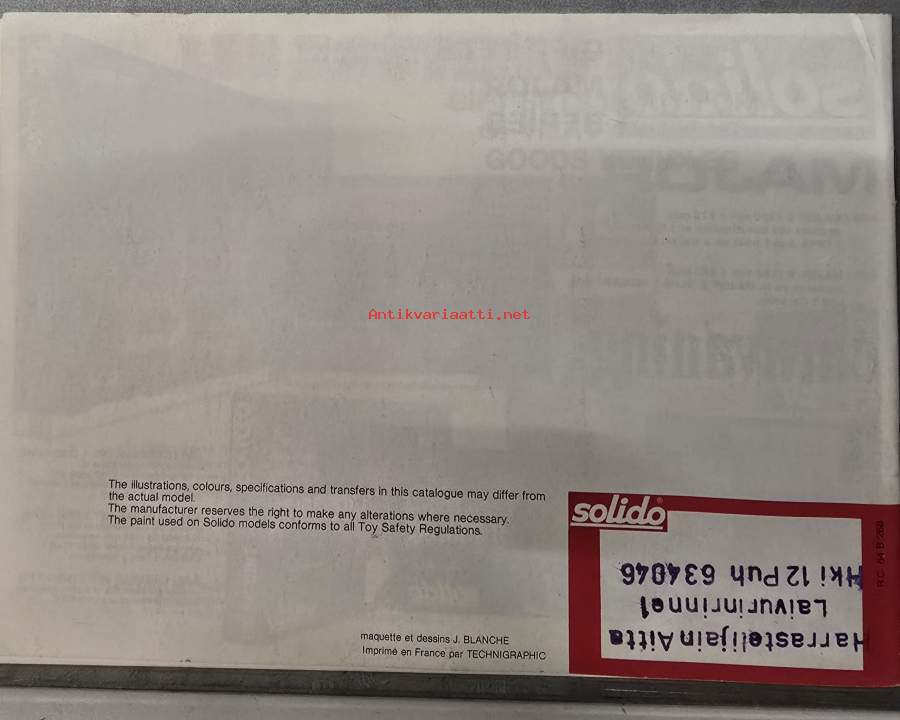 Antikvariaatti.net
The illustrations, colours, specifications and transfers in this catalogue may differ from
the actual model.
The manufacturer reserves the right to make any alterations where necessary.
The paint used on Solido models conforms to all Toy Safety Regulations.
maquette et dessins J. BLANCHE
Imprimé en France par TECHNIGRAPHIC
solido®
Harrastelijain Aitta
Laivurinrinne 1
Hki 12 Puh 634046
R.C. 64 B 268